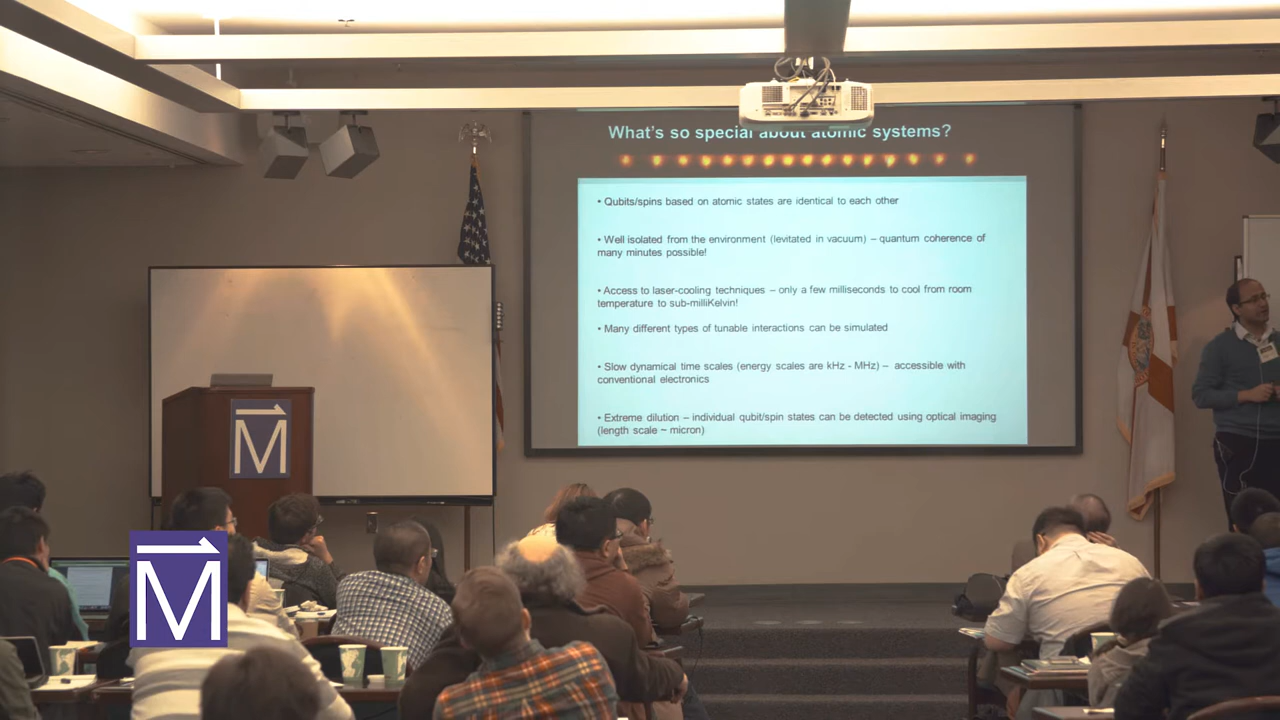 What's so special about atomic systems?
• Qubits/spins based on atomic states are identical to each other
• Well isolated from the environment (levitated in vacuum) – quantum coherence of
many minutes possible!
• Access to laser-cooling techniques – only a few milliseconds to cool from room
temperature to sub-milliKelvin!
• Many different types of tunable interactions can be simulated
• Slow dynamical time scales (energy scales are kHz - MHz) – accessible with
conventional electronics
• Extreme dilution – individual qubit/spin states can be detected using optical imaging
(length scale ~ micron)
M
M